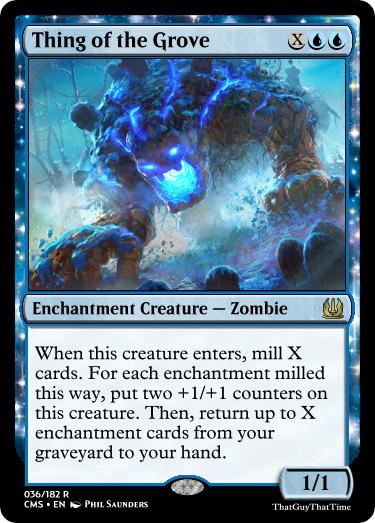 Thing of the Grove
X
Enchantment Creature — Zombie
When this creature enters, mill X
cards. For each enchantment milled
this way, put two +1/+1 counters on
this creature. Then, return up to X
enchantment cards from your
graveyard to your hand.
1/1
036/182 R
CMS • EN Phil Saunders
ThatGuyThatTime